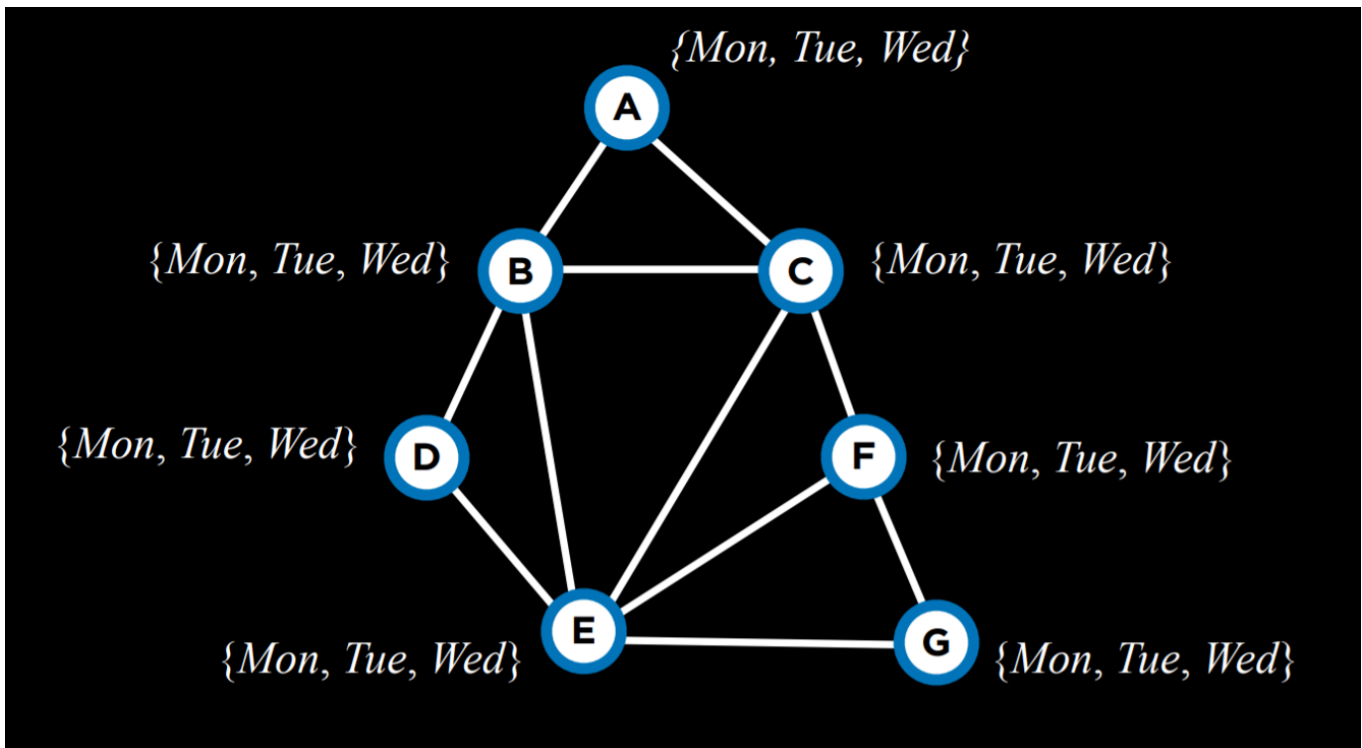 {Mon, Tue, Wed}
A
{Mon, Tue, Wed}
B
C
{Mon, Tue, Wed}
{Mon, Tue, Wed}
D
F
{Mon, Tue, Wed}
{Mon, Tue, Wed}
E
G
{Mon, Tue, Wed}